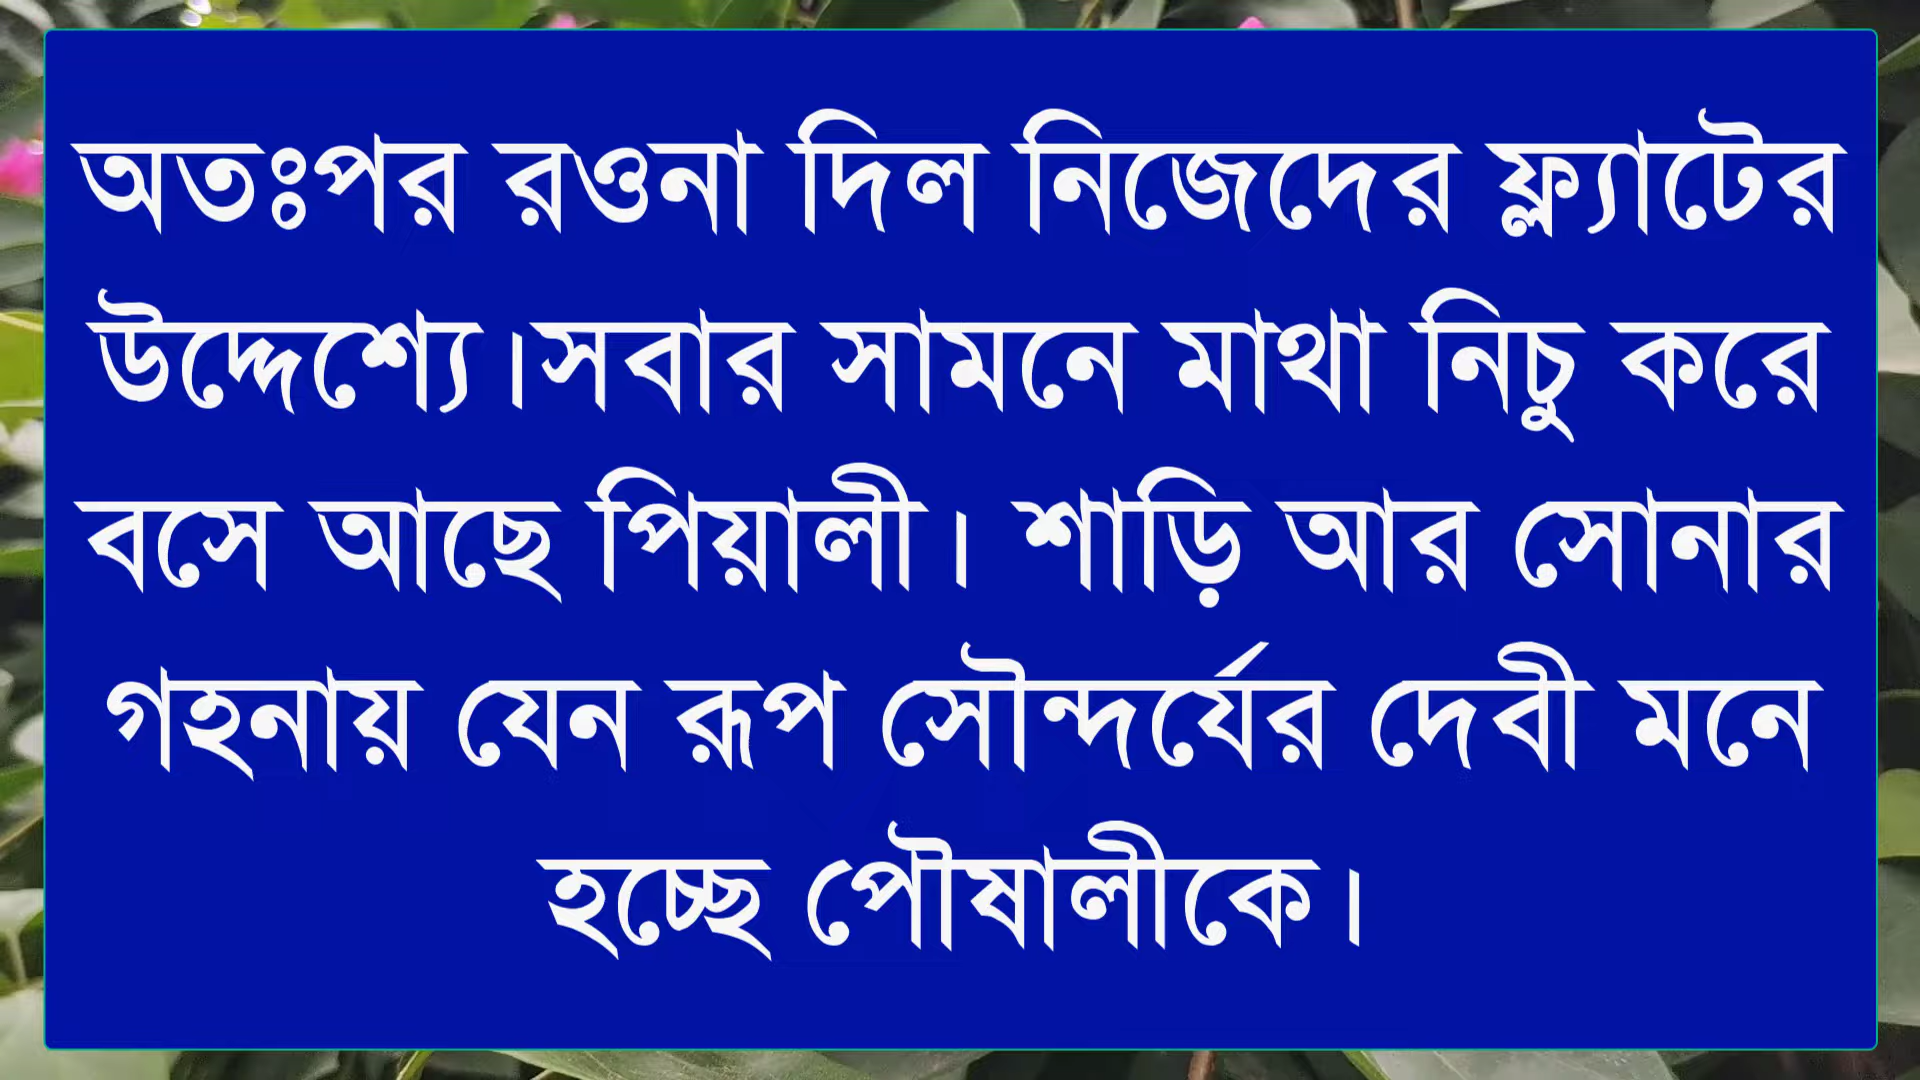 অতঃপর রওনা দিল নিজেদের ফ্ল্যাটের
উদ্দেশ্যে।সবার সামনে মাথা নিচু করে
বসে আছে পিয়ালী। শাড়ি আর সোনার
গহনায় যেন রূপ সৌন্দর্যের দেবী মনে
হচ্ছে পৌষালীকে।